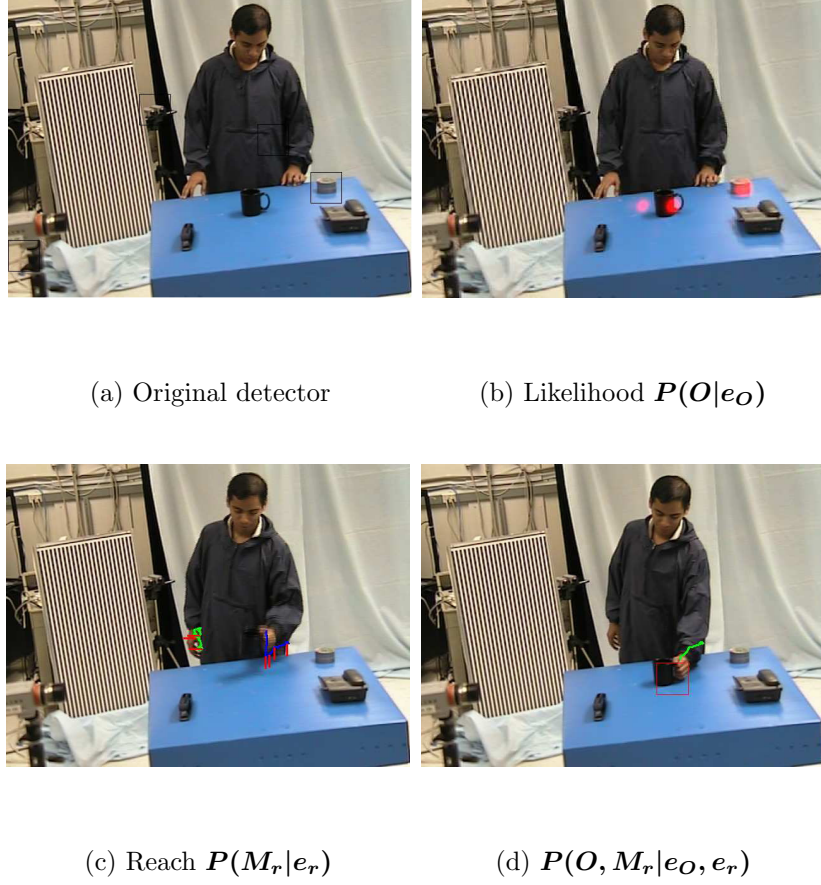 (a) Original detector
(b) Likelihood P(O|e_O)
(c) Reach P(M_r|e_r)
(d) P(O, M_r|e_O, e_r)